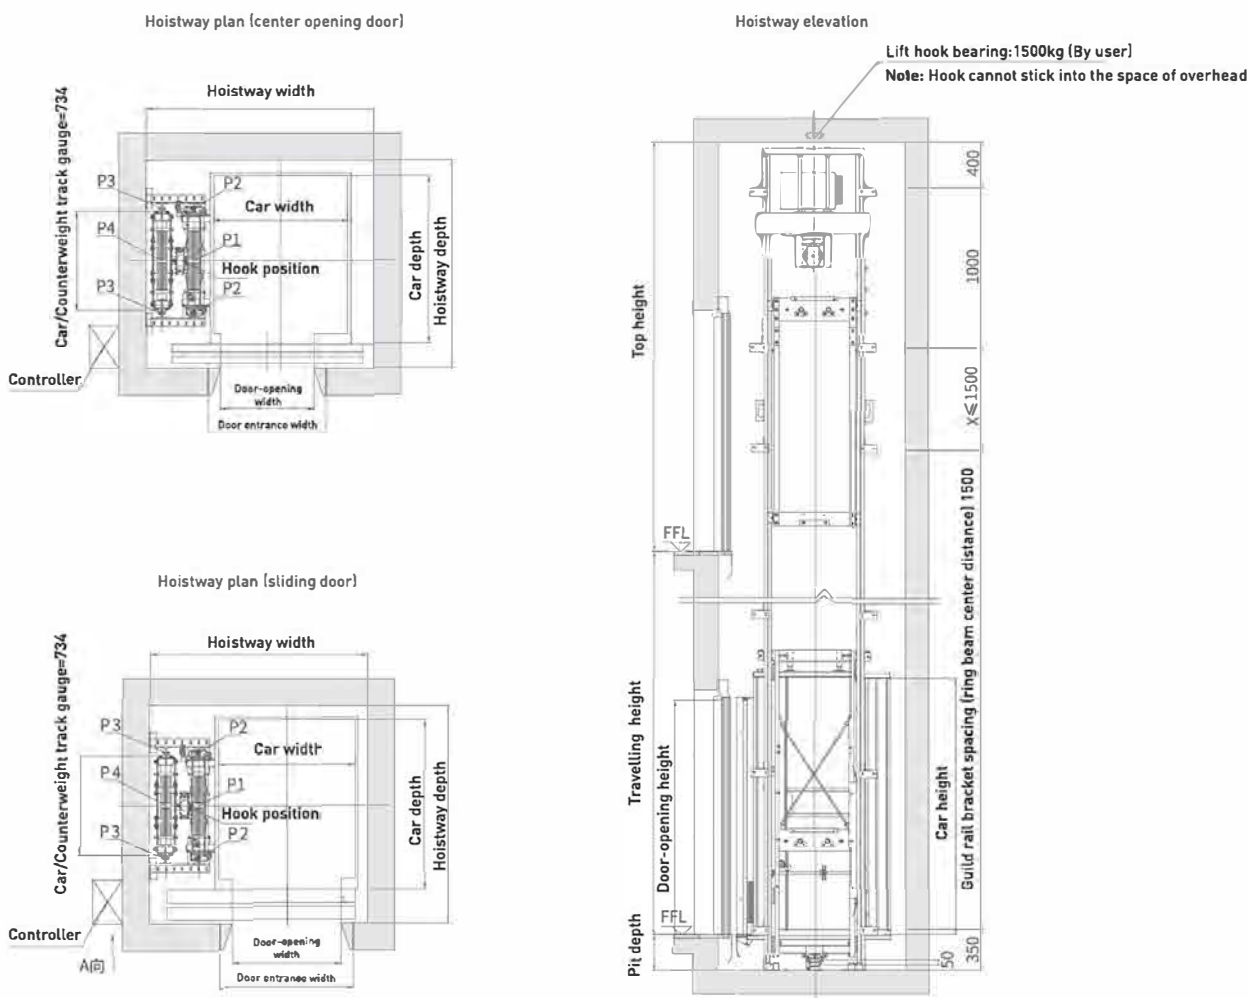 Hoistway plan (center opening door)
Hoistway width
Car/Counterweight track gauge=734
P3
P2
Car width
P4
P1
Hook position
P3
P2
Car depth
Hoistway depth
Controller
Door-opening
width
Door entrance width
Hoistway plan (sliding door)
Hoistway width
Car/Counterweight track gauge=734
P3
P2
Car width
P4
P1
Hook position
P3
P2
Car depth
Hoistway depth
Controller
A向
Door-opening
width
Door entrance width
Hoistway elevation
Lift hook bearing:1500kg (By user)
Note: Hook cannot stick into the space of overhead
400
1000
Top height
X⩽1500
FFL
Guild rail bracket spacing (ring beam center distance) 1500
Travelling height
Door-opening height
Car height
FFL
Pit depth
50
350